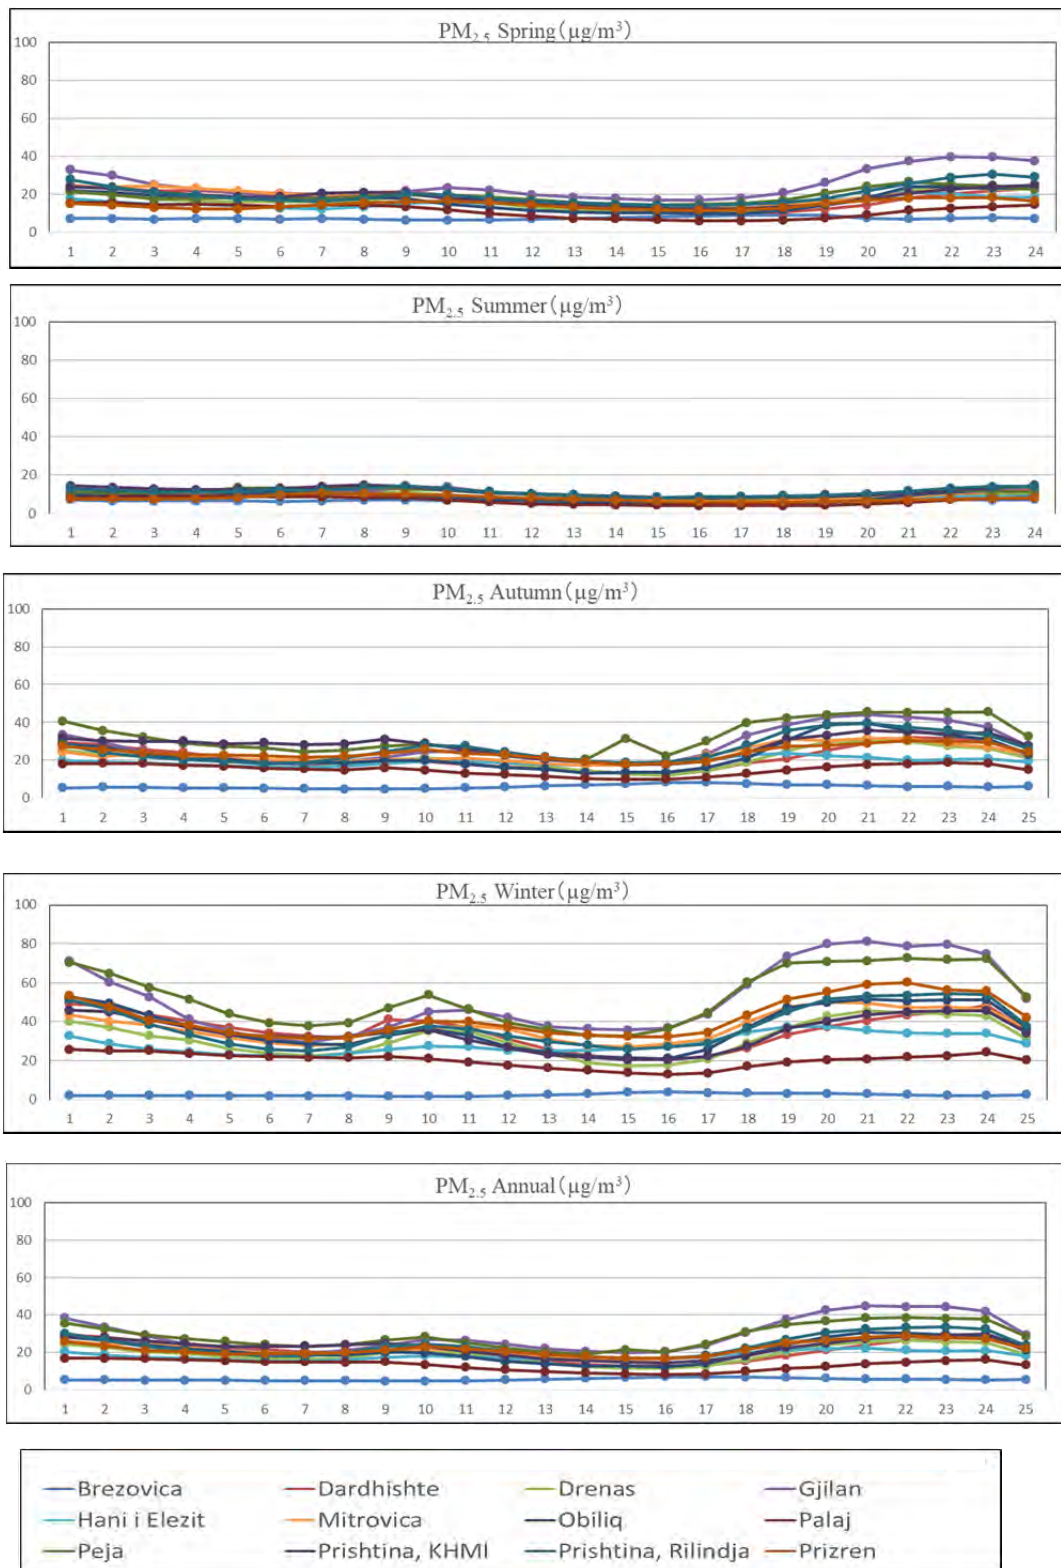 PM2.5 Spring(μg/m³)
100
80
60
40
20
0
1 2 3 4 5 6 7 8 9 10 11 12 13 14 15 16 17 18 19 20 21 22 23 24
PM2.5 Summer(μg/m³)
100
80
60
40
20
0
1 2 3 4 5 6 7 8 9 10 11 12 13 14 15 16 17 18 19 20 21 22 23 24
PM2.5 Autumn(μg/m³)
100
80
60
40
20
0
1 2 3 4 5 6 7 8 9 10 11 12 13 14 15 16 17 18 19 20 21 22 23 24 25
PM2.5 Winter(μg/m³)
100
80
60
40
20
0
1 2 3 4 5 6 7 8 9 10 11 12 13 14 15 16 17 18 19 20 21 22 23 24 25
PM2.5 Annual(μg/m³)
100
80
60
40
20
0
1 2 3 4 5 6 7 8 9 10 11 12 13 14 15 16 17 18 19 20 21 22 23 24 25
Brezovica Dardhishte Drenas Gjilan
Hani i Elezit Mitrovica Obiliq Palaj
Peja Prishtina, KHMI Prishtina, Rilindja Prizren